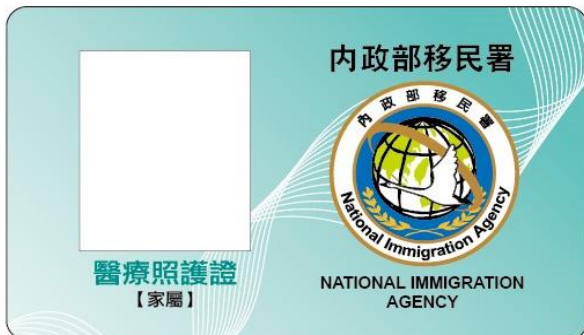 內政部移民署
內政部移民署
National Immigration Agency
醫療照護證
【家屬】
NATIONAL IMMIGRATION
AGENCY